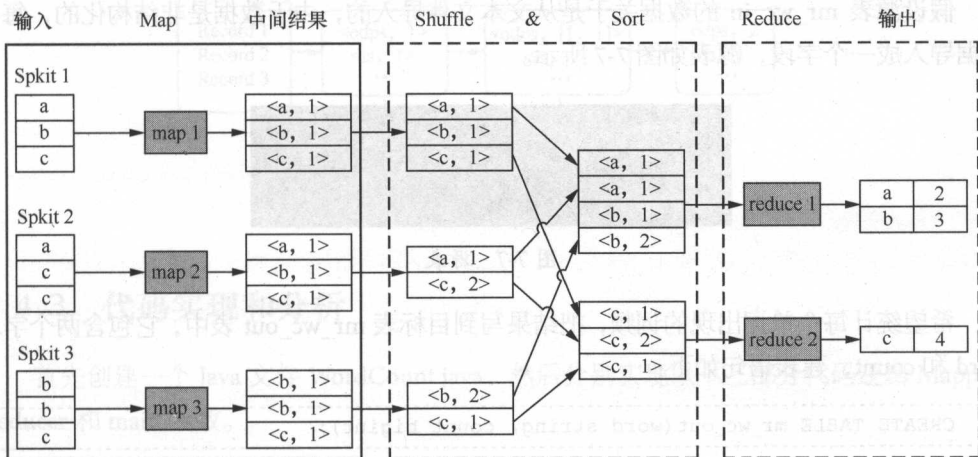 输入
Map
中间结果
Shuffle
&
Sort
Reduce
输出
Spkit 1
a
b
c
map 1
<a, 1>
<b, 1>
<c, 1>
<a, 1>
<b, 1>
<c, 1>
<a, 1>
<a, 1>
<b, 1>
<b, 2>
reduce 1
a 2
b 3
Spkit 2
a
c
c
map 2
<a, 1>
<b, 1>
<c, 1>
<a, 1>
<c, 2>
<c, 1>
<c, 2>
<c, 1>
reduce 2
c 4
Spkit 3
b
c
map 3
<b, 1>
<b, 1>
<c, 1>
<b, 2>
<c, 1>